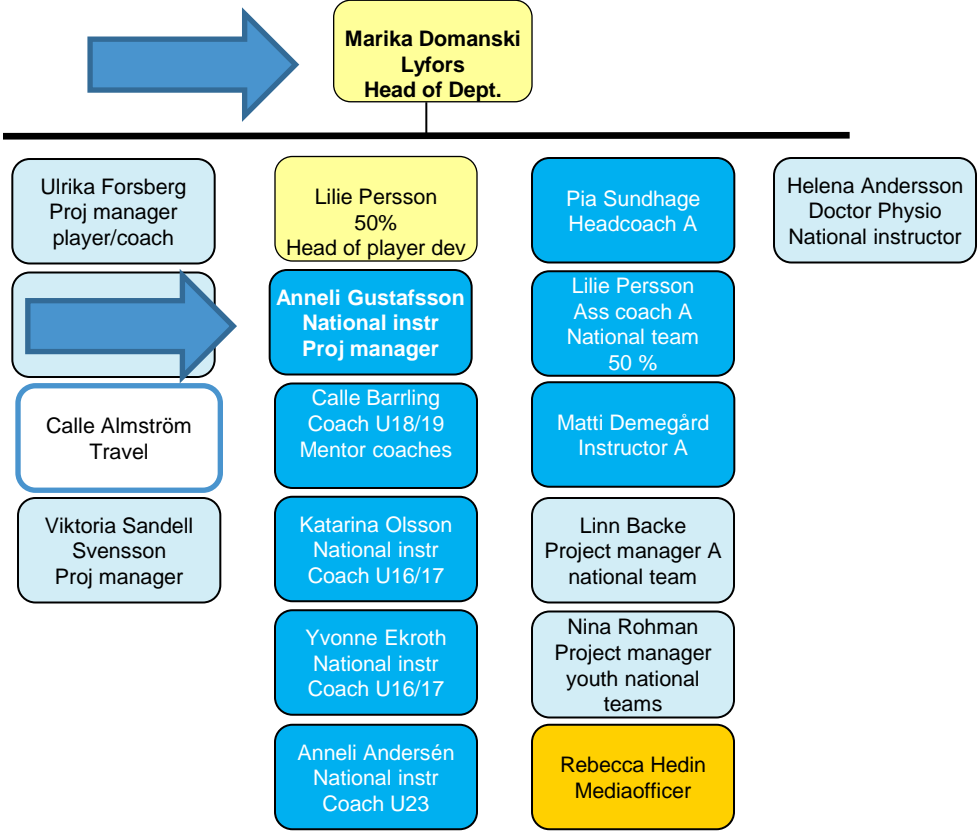 Marika Domanski
Lyfors
Head of Dept.
Ulrika Forsberg
Proj manager
player/coach
Calle Almström
Travel
Viktoria Sandell
Svensson
Proj manager
Lilie Persson
50%
Head of player dev
Anneli Gustafsson
National instr
Proj manager
Calle Barrling
Coach U18/19
Mentor coaches
Katarina Olsson
National instr
Coach U16/17
Yvonne Ekroth
National instr
Coach U16/17
Anneli Andersén
National instr
Coach U23
Pia Sundhage
Headcoach A
Lilie Persson
Ass coach A
National team
50 %
Matti Demegård
Instructor A
Linn Backe
Project manager A
national team
Nina Rohman
Project manager
youth national
teams
Rebecca Hedin
Mediaofficer
Helena Andersson
Doctor Physio
National instructor